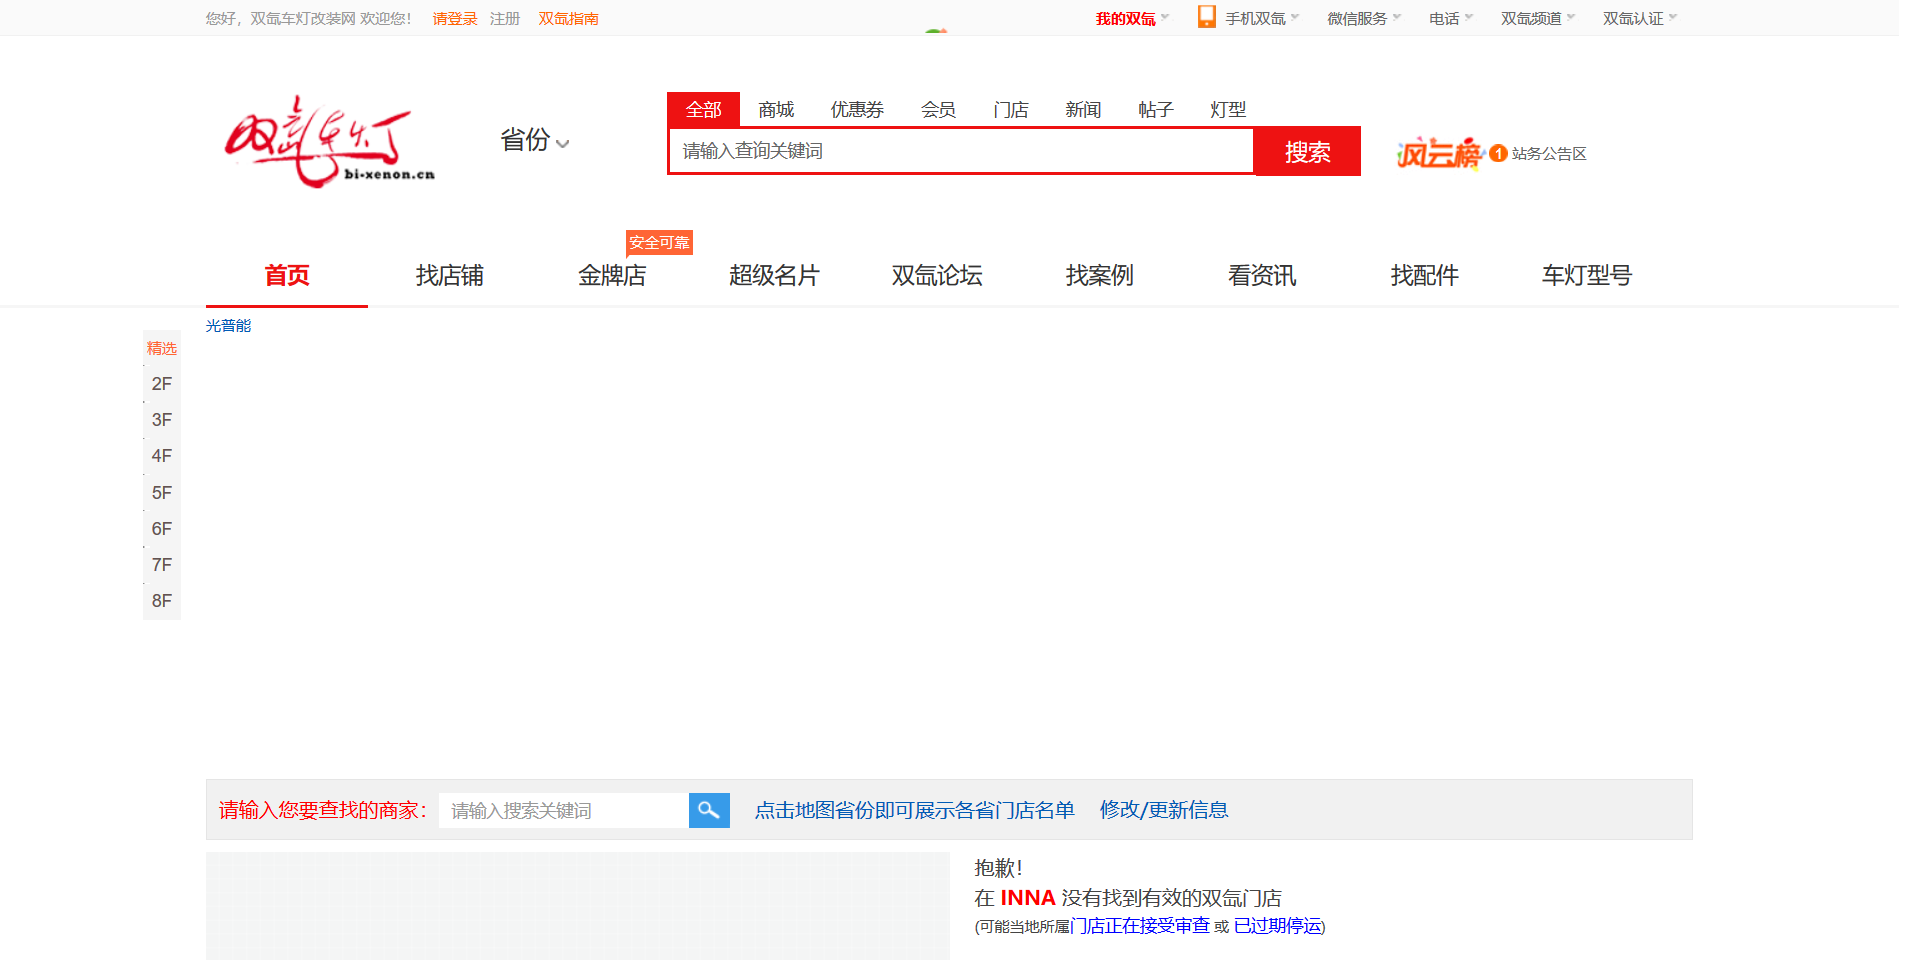 您好，双氙车灯改装网 欢迎您！ 请登录 注册 双氙指南
我的双氙 手机双氙 微信服务 电话 双氙频道 双氙认证
双氙车灯
bi-xenon.cn
省份
全部 商城 优惠券 会员 门店 新闻 帖子 灯型
请输入查询关键词 搜索
风云榜 1 站务公告区
安全可靠
首页 找店铺 金牌店 超级名片 双氙论坛 找案例 看资讯 找配件 车灯型号
光普能
精选
2F
3F
4F
5F
6F
7F
8F
请输入您要查找的商家： 请输入搜索关键词 点击地图省份即可展示各省门店名单 修改/更新信息
抱歉！
在 INNA 没有找到有效的双氙门店
(可能当地所属门店正在接受审查 或 已过期停运)